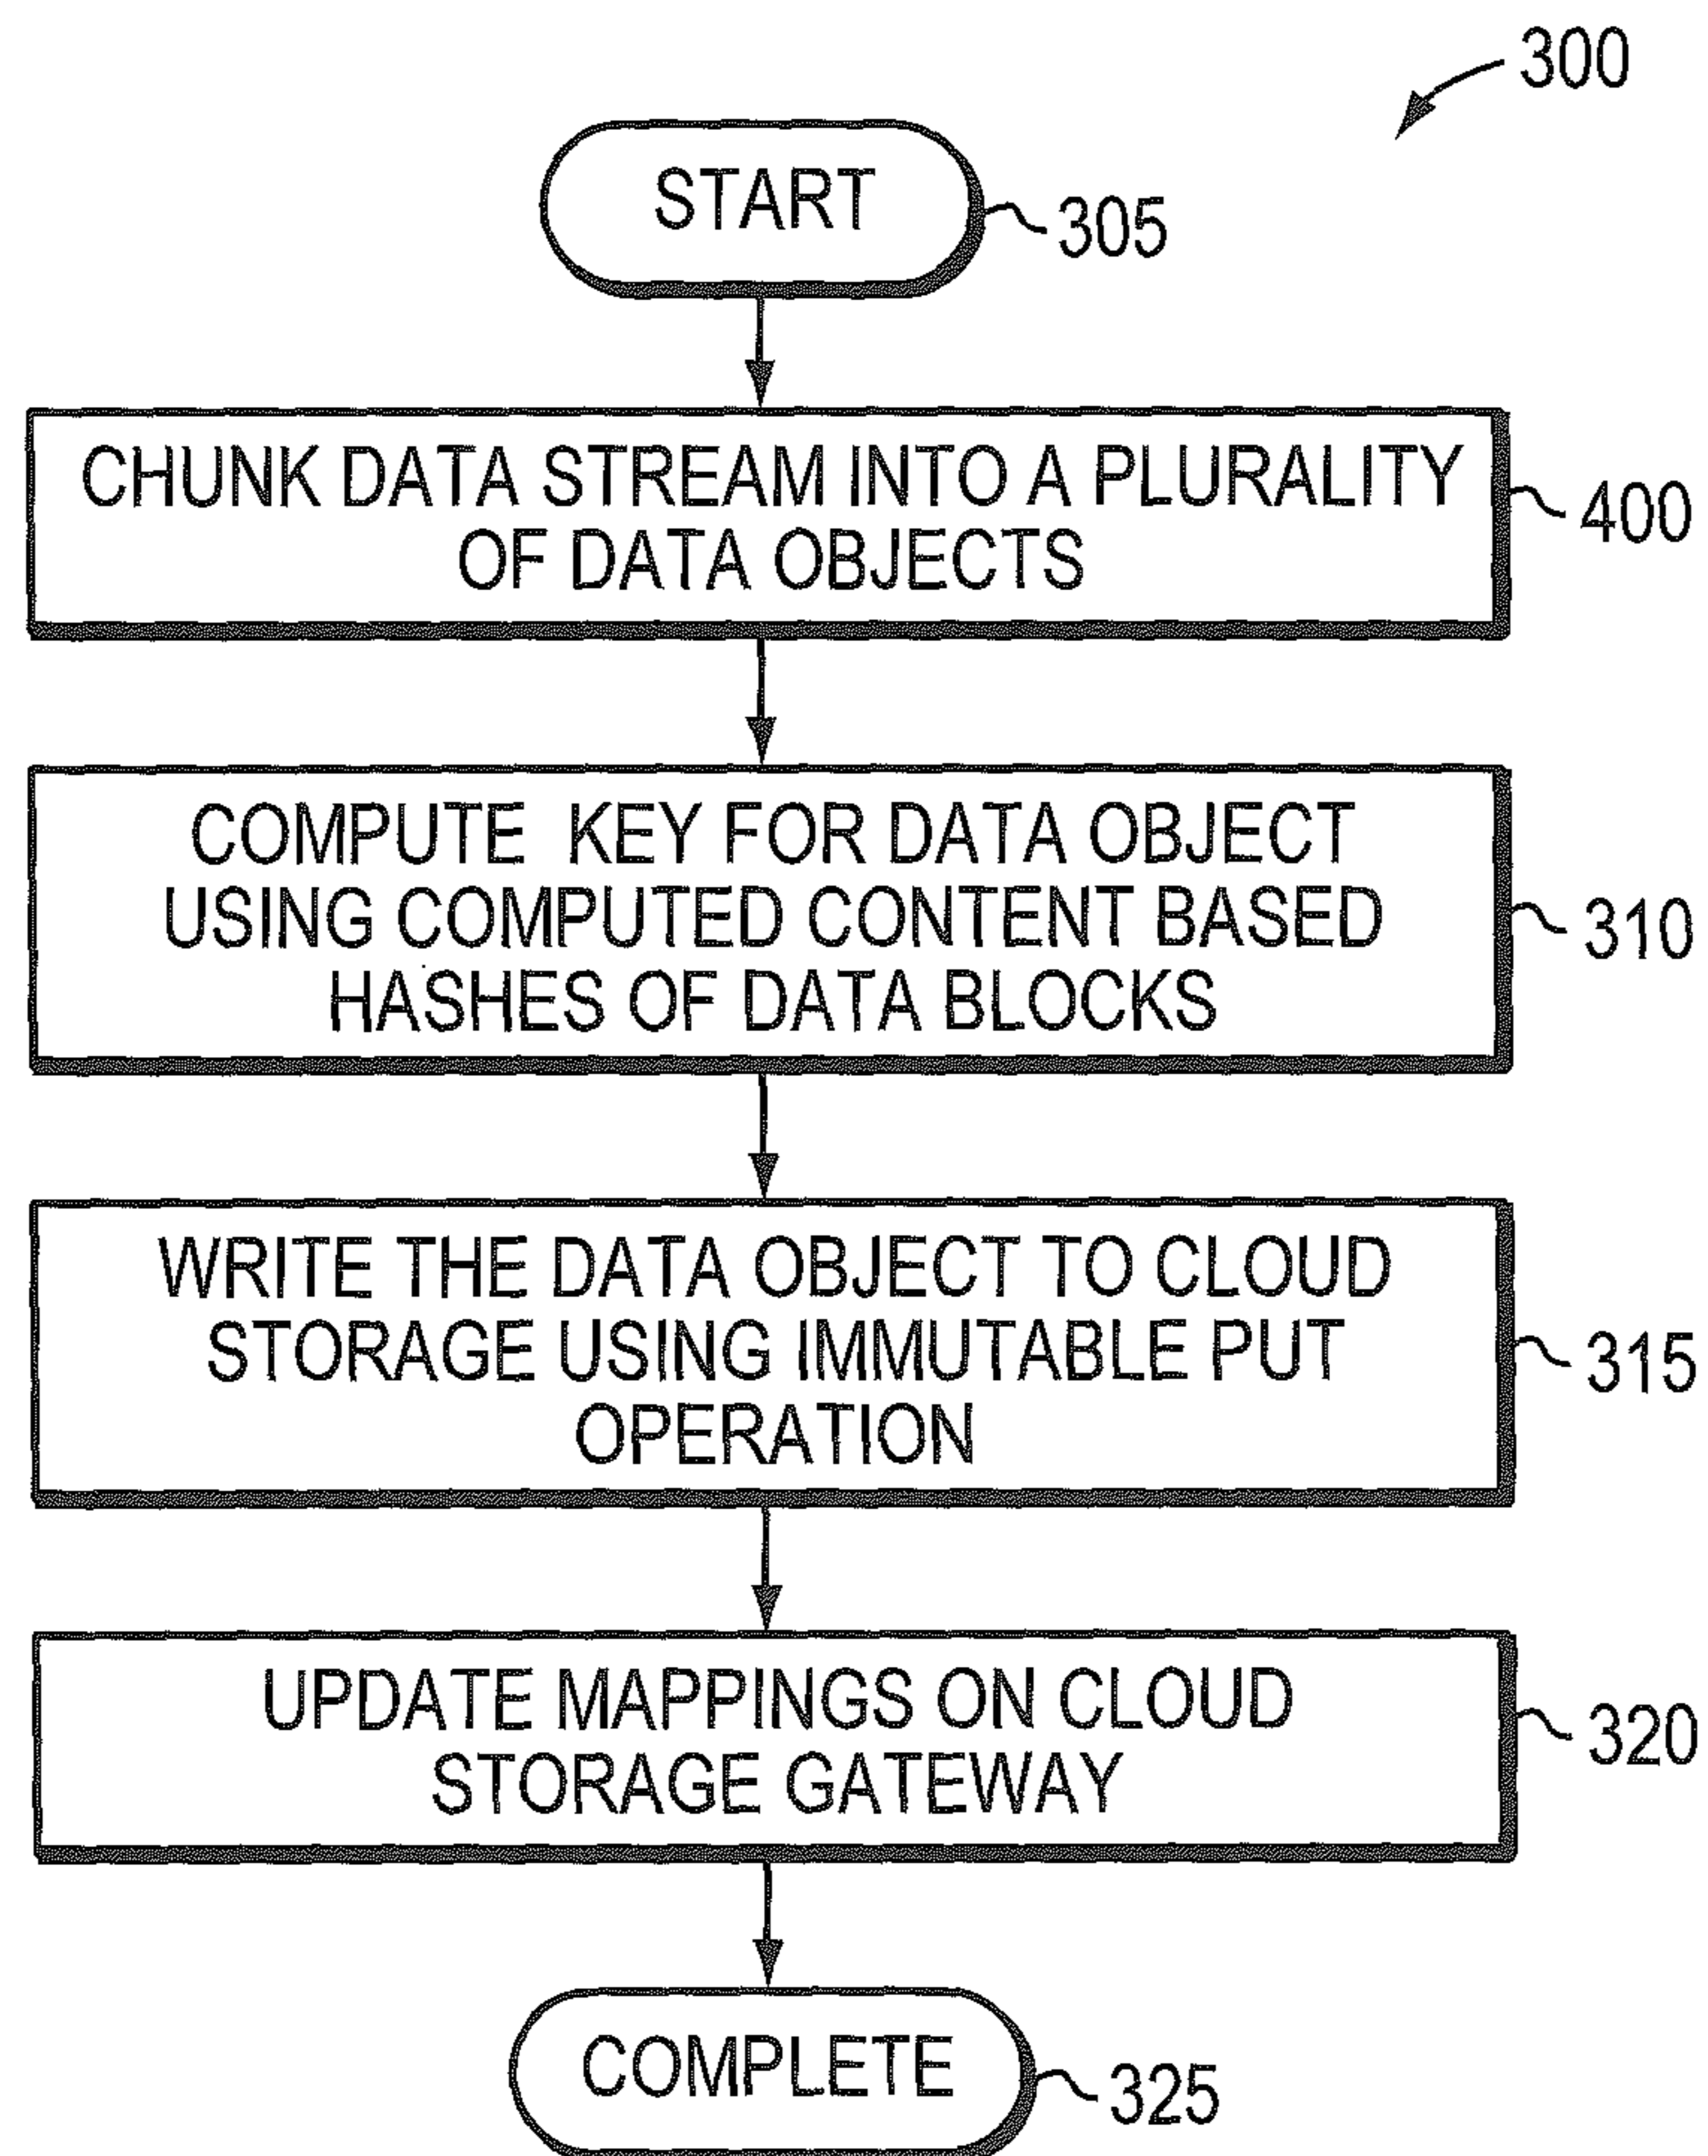 300
START
305
CHUNK DATA STREAM INTO A PLURALITY
OF DATA OBJECTS
400
COMPUTE KEY FOR DATA OBJECT
USING COMPUTED CONTENT BASED
HASHES OF DATA BLOCKS
310
WRITE THE DATA OBJECT TO CLOUD
STORAGE USING IMMUTABLE PUT
OPERATION
315
UPDATE MAPPINGS ON CLOUD
STORAGE GATEWAY
320
COMPLETE
325